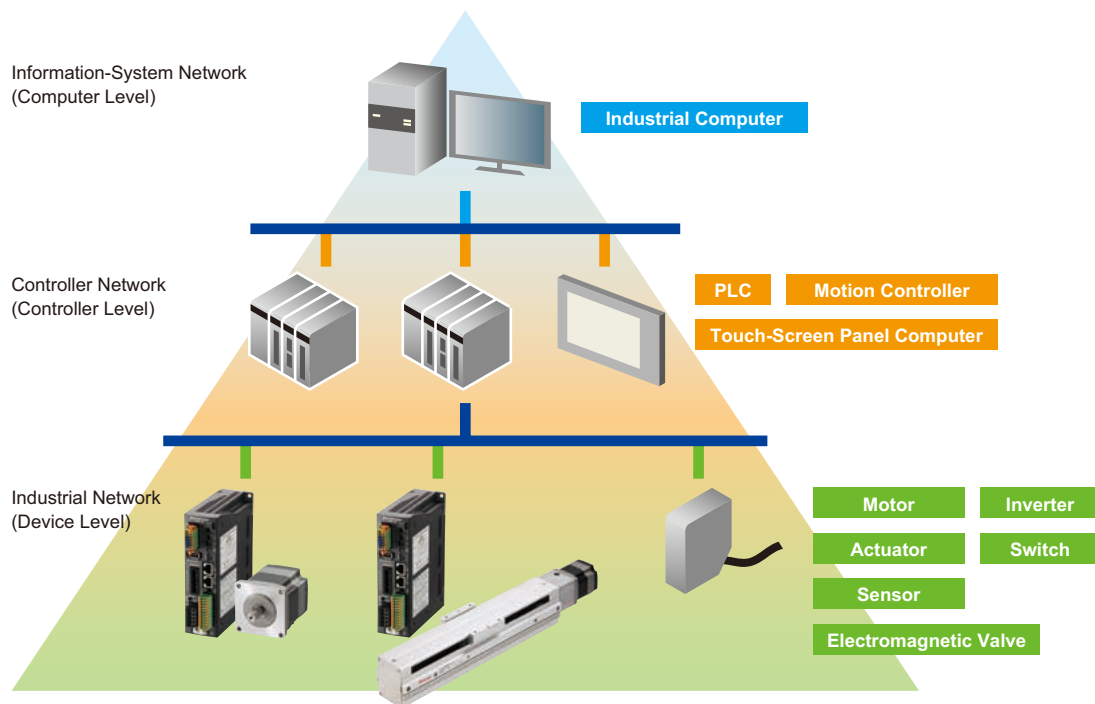 Information-System Network
(Computer Level)
Industrial Computer
Controller Network
(Controller Level)
PLC
Motion Controller
Touch-Screen Panel Computer
Industrial Network
(Device Level)
Motor
Inverter
Actuator
Switch
Sensor
Electromagnetic Valve